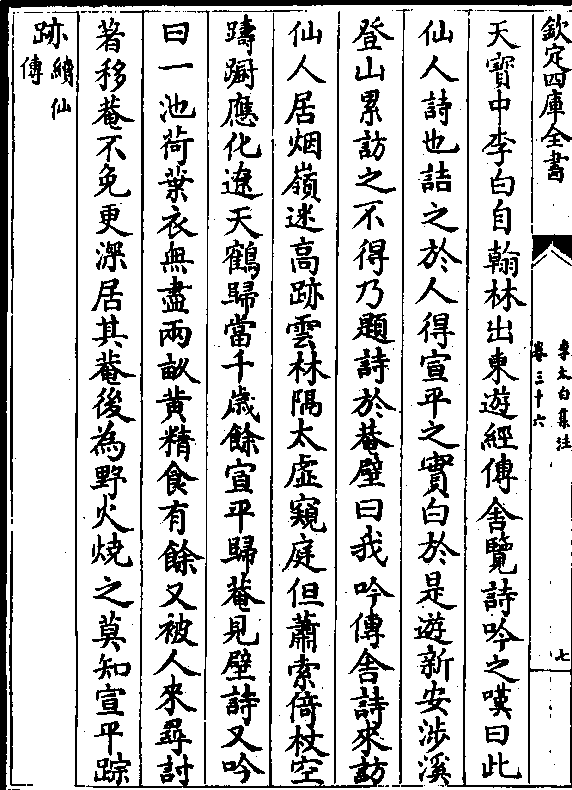 欽定四庫全書
李太白集注
卷三十六
七
天寶中李白自翰林出東遊經傳舍覽詩吟之嘆曰此
仙人詩也詰之於人得宣平之實白於是遊新安涉溪
登山累訪之不得乃題詩於菴壁曰我吟傳舍詩來訪
仙人居烟嶺迷高跡雲林隔太虛窺庭但蕭索倚杖空
躊躕應化遼天鶴歸當千歲餘宣平歸菴見壁詩又吟
曰一池荷葉衣無盡兩畝黄精食有餘又被人來尋討
著移菴不免更深居其菴後為野火燒之莫知宣平踪
跡續仙傳